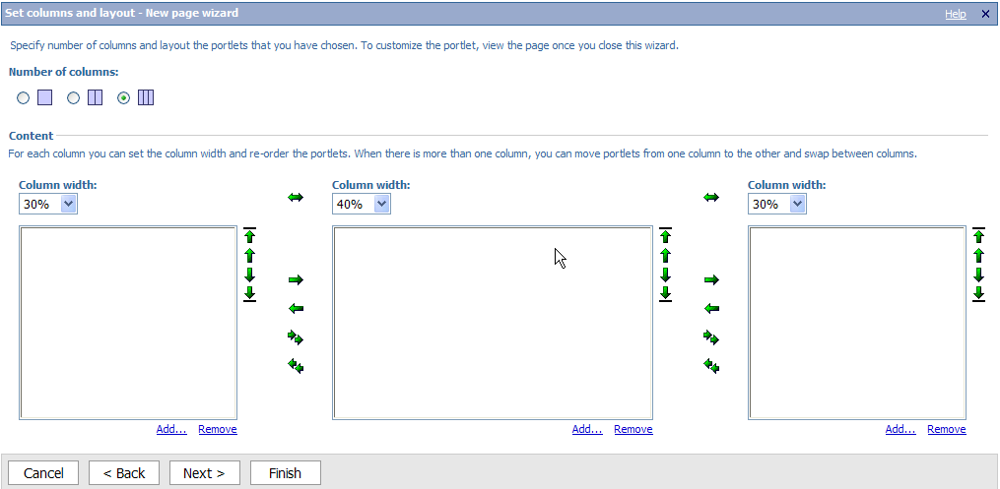 Set columns and layout - New page wizard Help
Specify number of columns and layout the portlets that you have chosen. To customize the portlet, view the page once you close this wizard.
Number of columns:
Content
For each column you can set the column width and re-order the portlets. When there is more than one column, you can move portlets from one column to the other and swap between columns.
Column width: Column width: Column width:
30% 40% 30%
Add... Remove Add... Remove Add... Remove
Cancel < Back Next > Finish